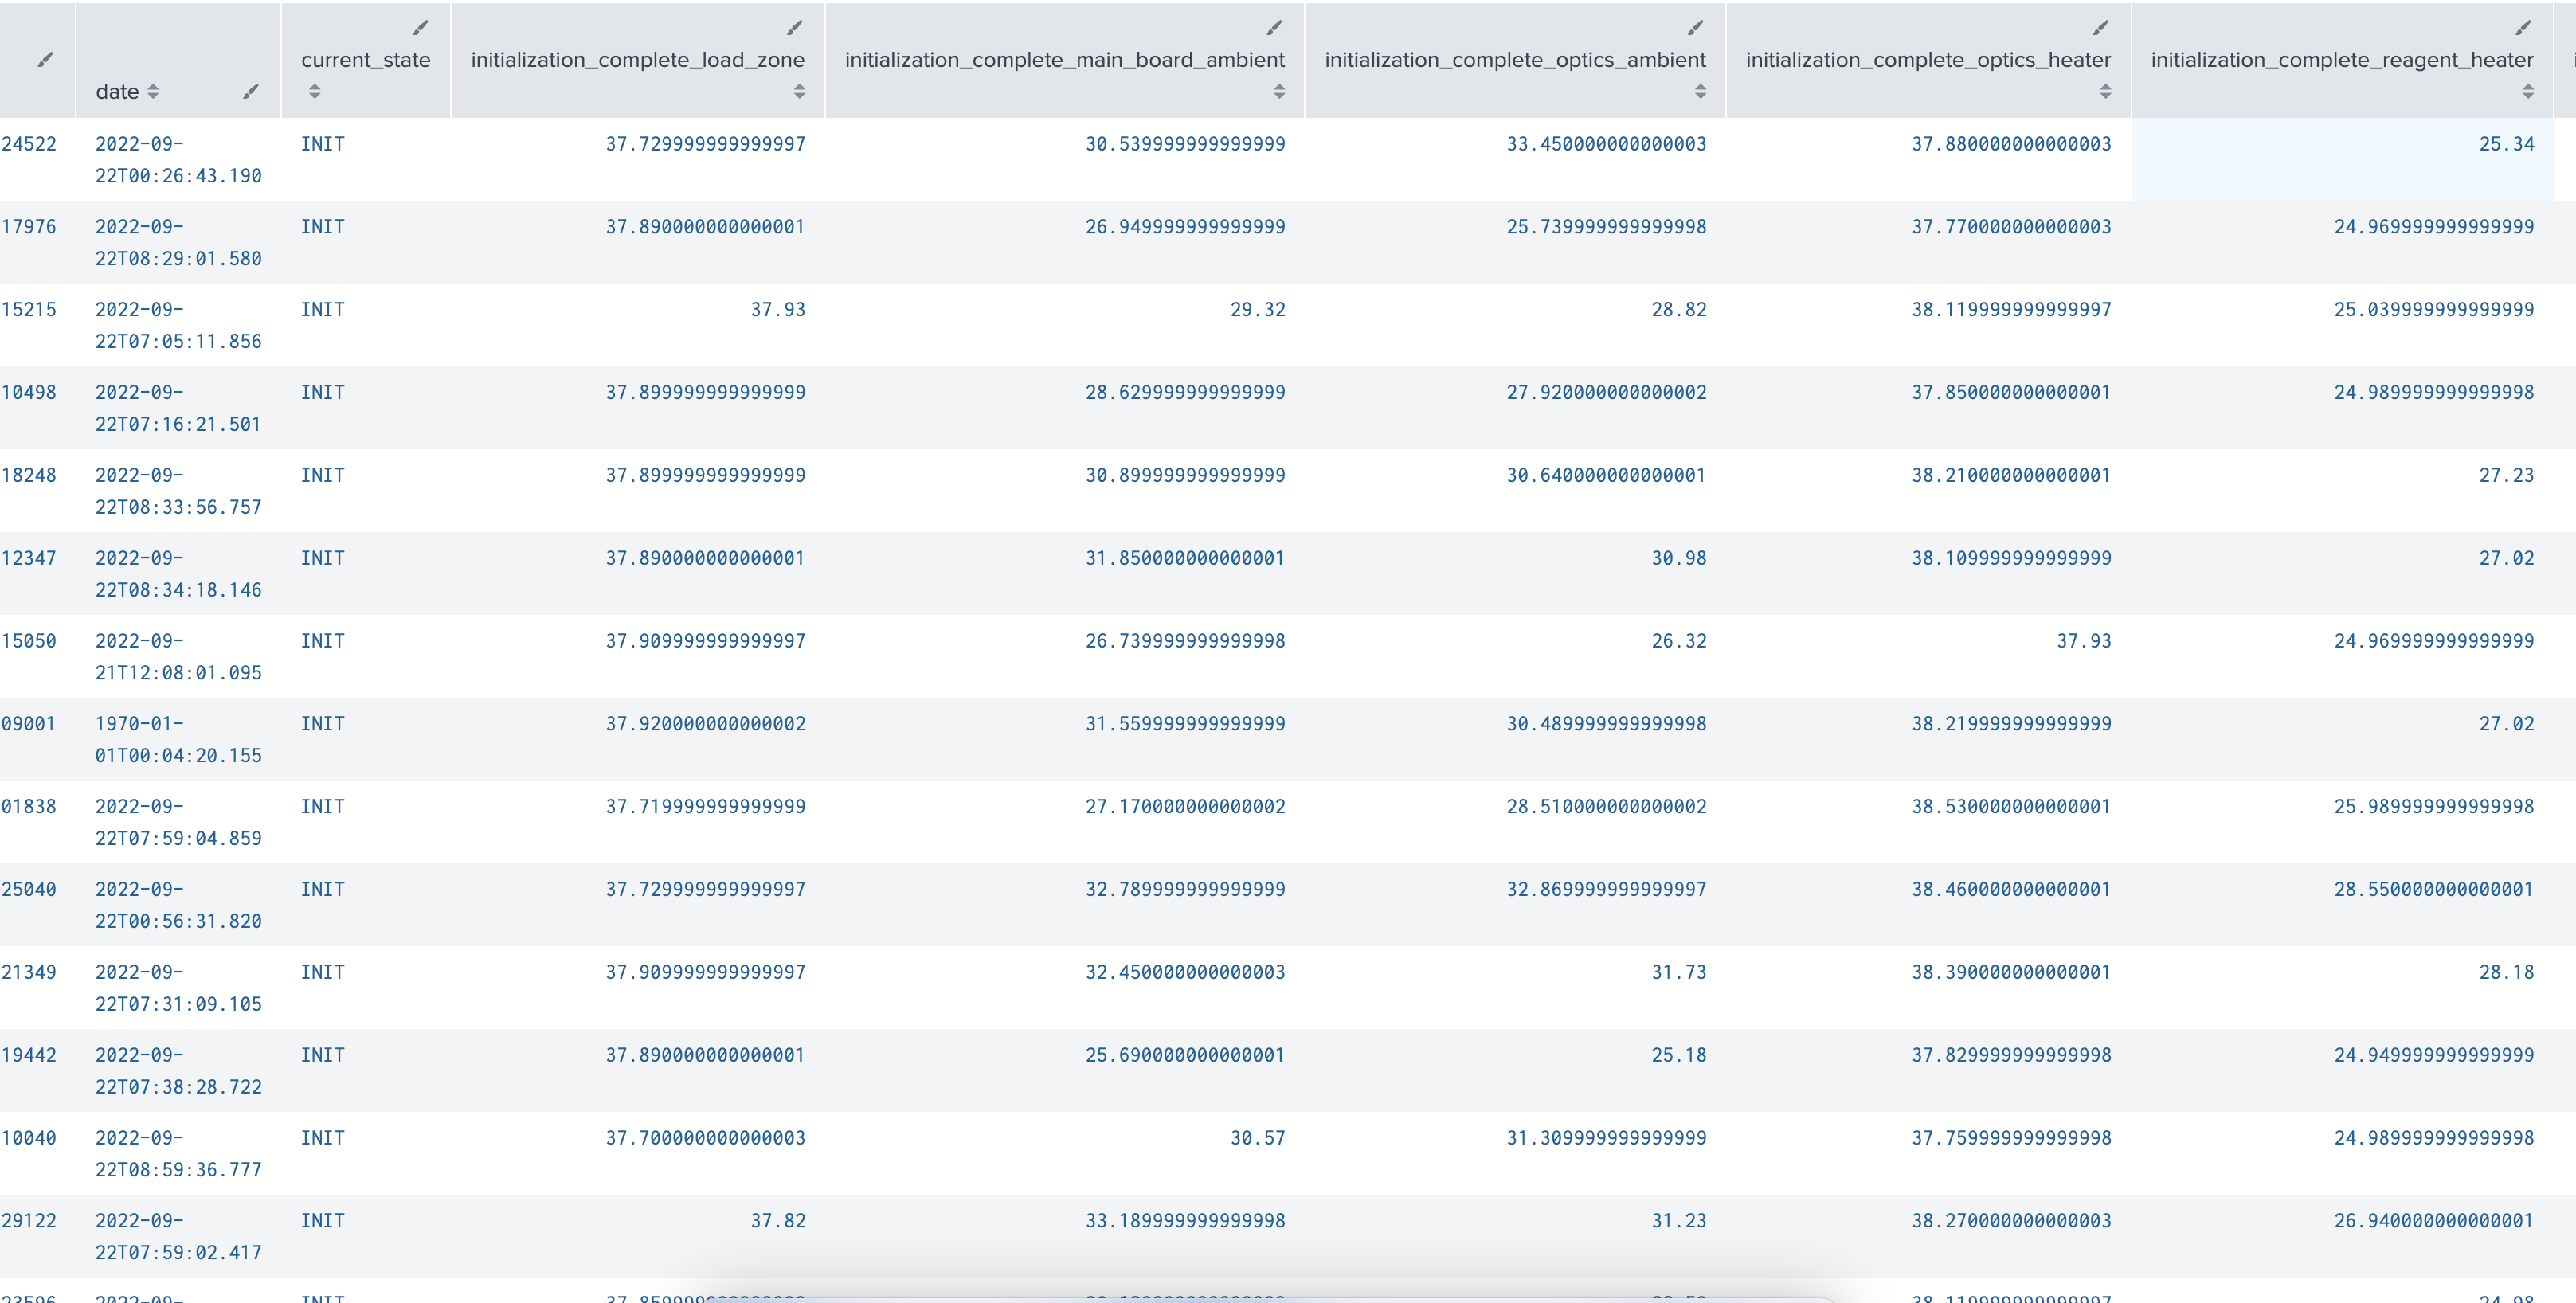 date current_state initialization_complete_load_zone initialization_complete_main_board_ambient initialization_complete_optics_ambient initialization_complete_optics_heater initialization_complete_reagent_heater
24522 2022-09- INIT 37.729999999999997 30.539999999999999 33.450000000000003 37.880000000000003 25.34
22T00:26:43.190
17976 2022-09- INIT 37.890000000000001 26.949999999999999 25.739999999999998 37.770000000000003 24.969999999999999
22T08:29:01.580
15215 2022-09- INIT 37.93 29.32 28.82 38.119999999999997 25.039999999999999
22T07:05:11.856
10498 2022-09- INIT 37.899999999999999 28.629999999999999 27.920000000000002 37.850000000000001 24.989999999999998
22T07:16:21.501
18248 2022-09- INIT 37.899999999999999 30.899999999999999 30.640000000000001 38.210000000000001 27.23
22T08:33:56.757
12347 2022-09- INIT 37.890000000000001 31.850000000000001 30.98 38.109999999999999 27.02
22T08:34:18.146
15050 2022-09- INIT 37.909999999999997 26.739999999999998 26.32 37.93 24.969999999999999
21T12:08:01.095
09001 1970-01- INIT 37.920000000000002 31.559999999999999 30.489999999999998 38.219999999999999 27.02
01T00:04:20.155
01838 2022-09- INIT 37.719999999999999 27.170000000000002 28.510000000000002 38.530000000000001 25.989999999999998
22T07:59:04.859
25040 2022-09- INIT 37.729999999999997 32.789999999999999 32.869999999999997 38.460000000000001 28.550000000000001
22T00:56:31.820
21349 2022-09- INIT 37.909999999999997 32.450000000000003 31.73 38.390000000000001 28.18
22T07:31:09.105
19442 2022-09- INIT 37.890000000000001 25.690000000000001 25.18 37.829999999999998 24.949999999999999
22T07:38:28.722
10040 2022-09- INIT 37.700000000000003 30.57 31.309999999999999 37.759999999999998 24.989999999999998
22T08:59:36.777
29122 2022-09- INIT 37.82 33.189999999999998 31.23 38.270000000000003 26.940000000000001
22T07:59:02.417
2022-09- INIT